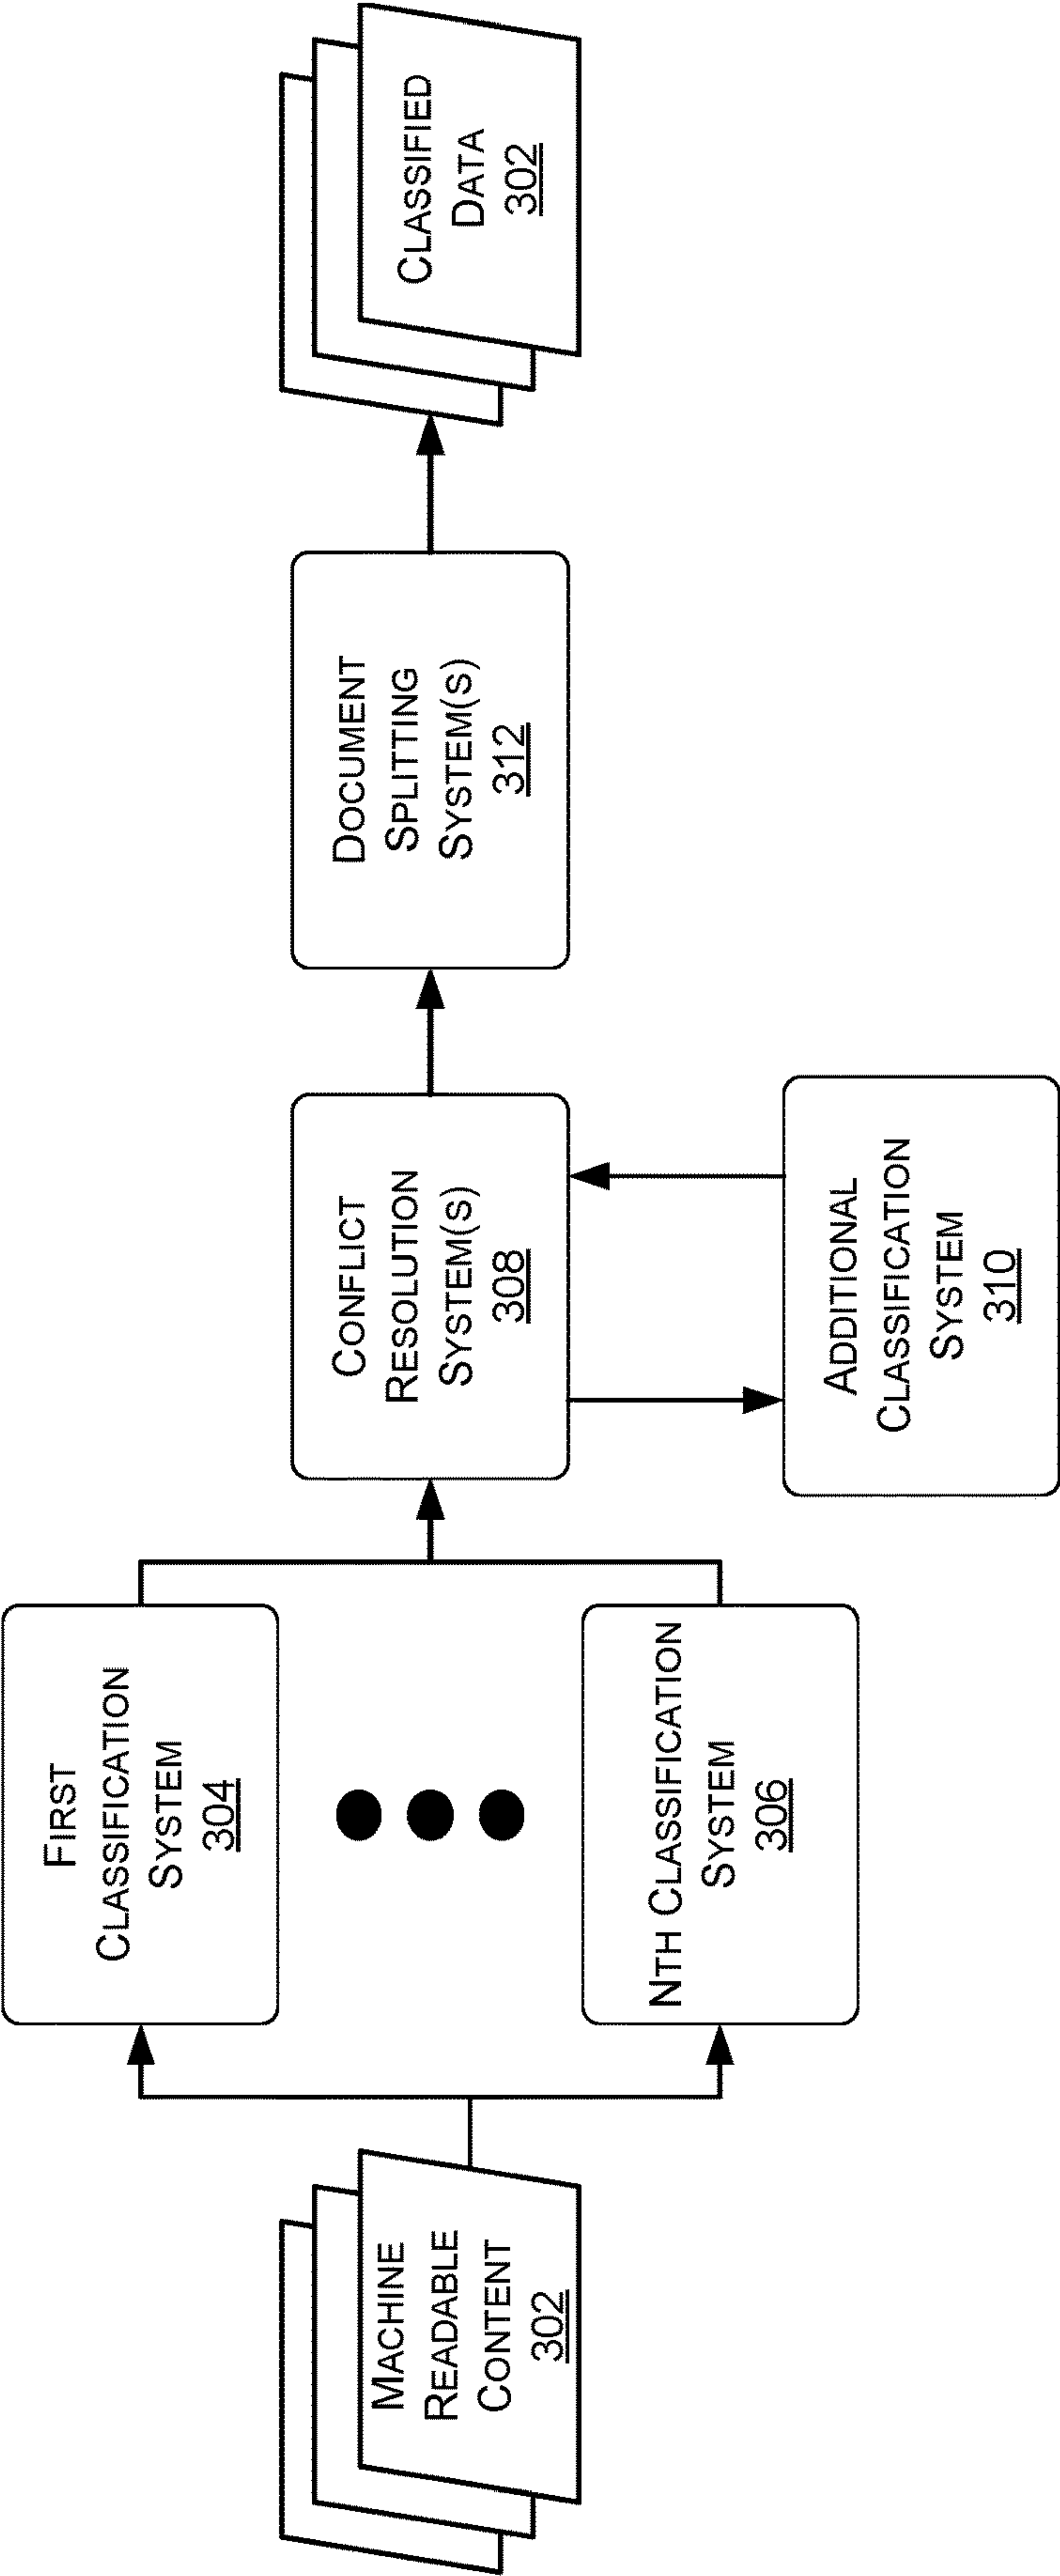 MACHINE
READABLE
CONTENT
302
FIRST
CLASSIFICATION
SYSTEM
304
NTH CLASSIFICATION
SYSTEM
306
CONFLICT
RESOLUTION
SYSTEM(S)
308
ADDITIONAL
CLASSIFICATION
SYSTEM
310
DOCUMENT
SPLITTING
SYSTEM(S)
312
CLASSIFIED
DATA
302